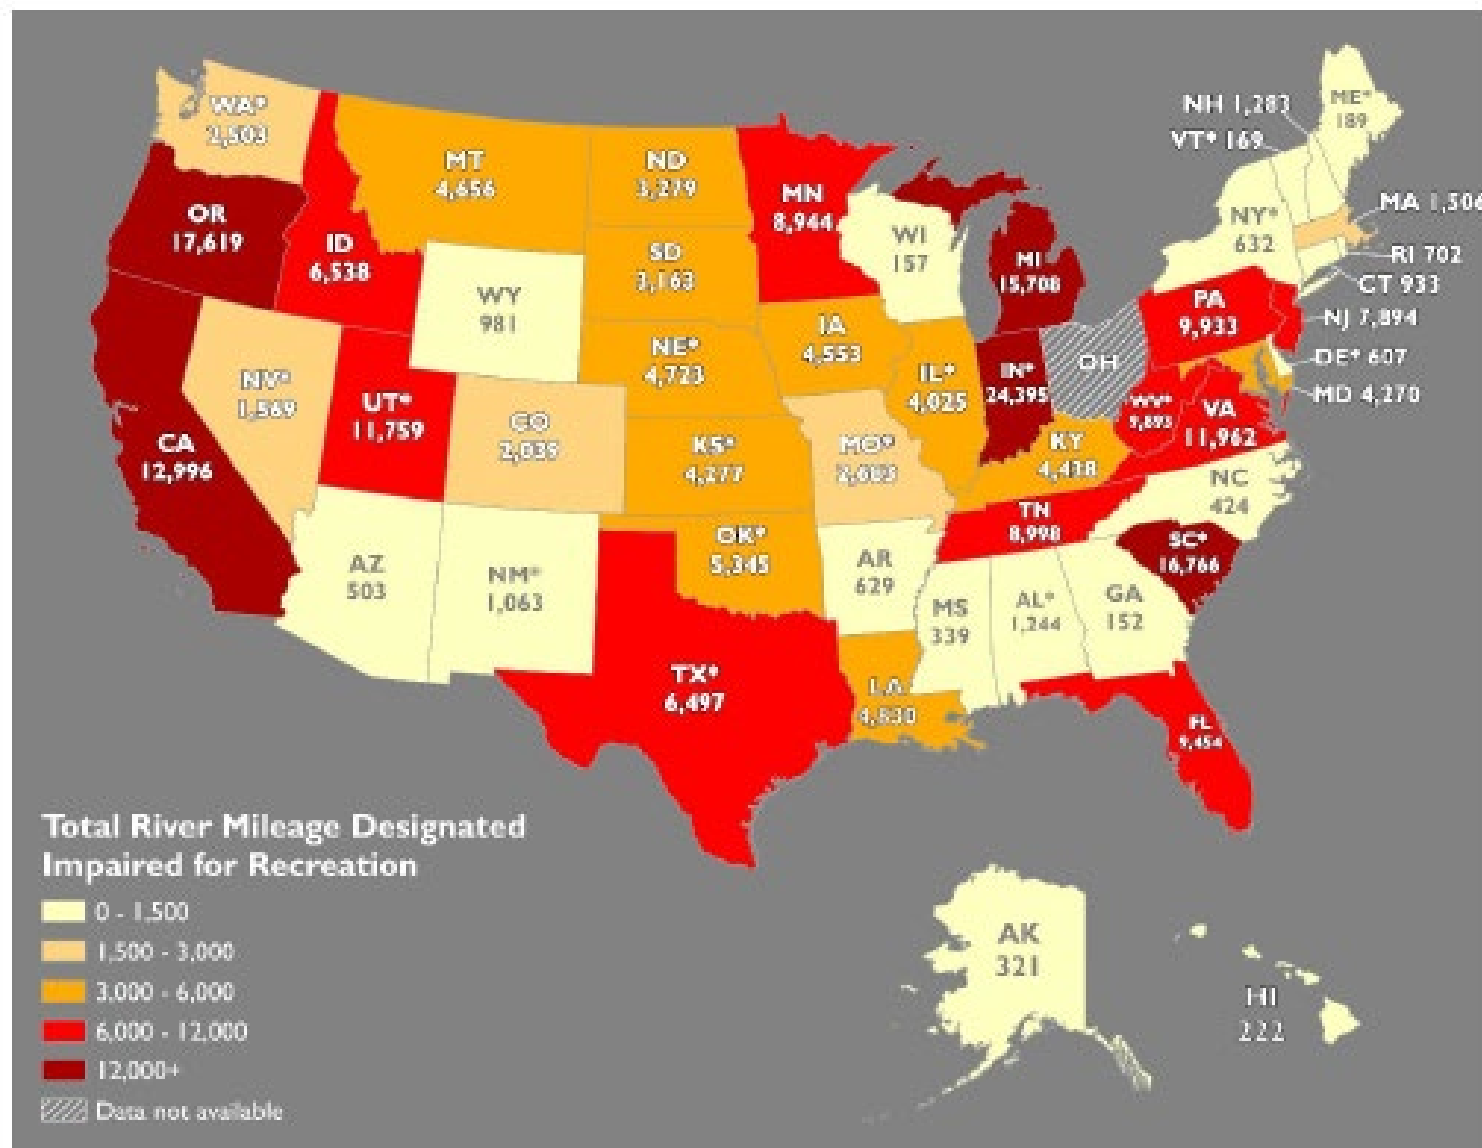 WA*
2,503
OR
17,619
CA
12,996
NV*
1,569
ID
6,538
MT
4,656
WY
981
UT*
11,759
CO
2,039
AZ
503
NM*
1,063
ND
3,279
SD
3,163
NE*
4,723
KS*
4,277
OK*
5,345
TX*
6,497
MN
8,944
IA
4,553
MO*
2,683
AR
629
LA
4,830
WI
157
IL*
4,025
MI
15,708
IN*
24,395
OH
KY
4,438
TN
8,998
MS
339
AL*
1,244
GA
152
FL
9,454
SC*
16,766
NC
424
VA
11,962
WV*
PA
9,933
NY*
632
ME*
189
NH 1,283
VT* 169
MA 1,506
RI 702
CT 933
NJ 7,894
DE* 607
MD 4,270
AK
321
HI
222
Total River Mileage Designated
Impaired for Recreation
0 - 1,500
1,500 - 3,000
3,000 - 6,000
6,000 - 12,000
12,000+
Data not available